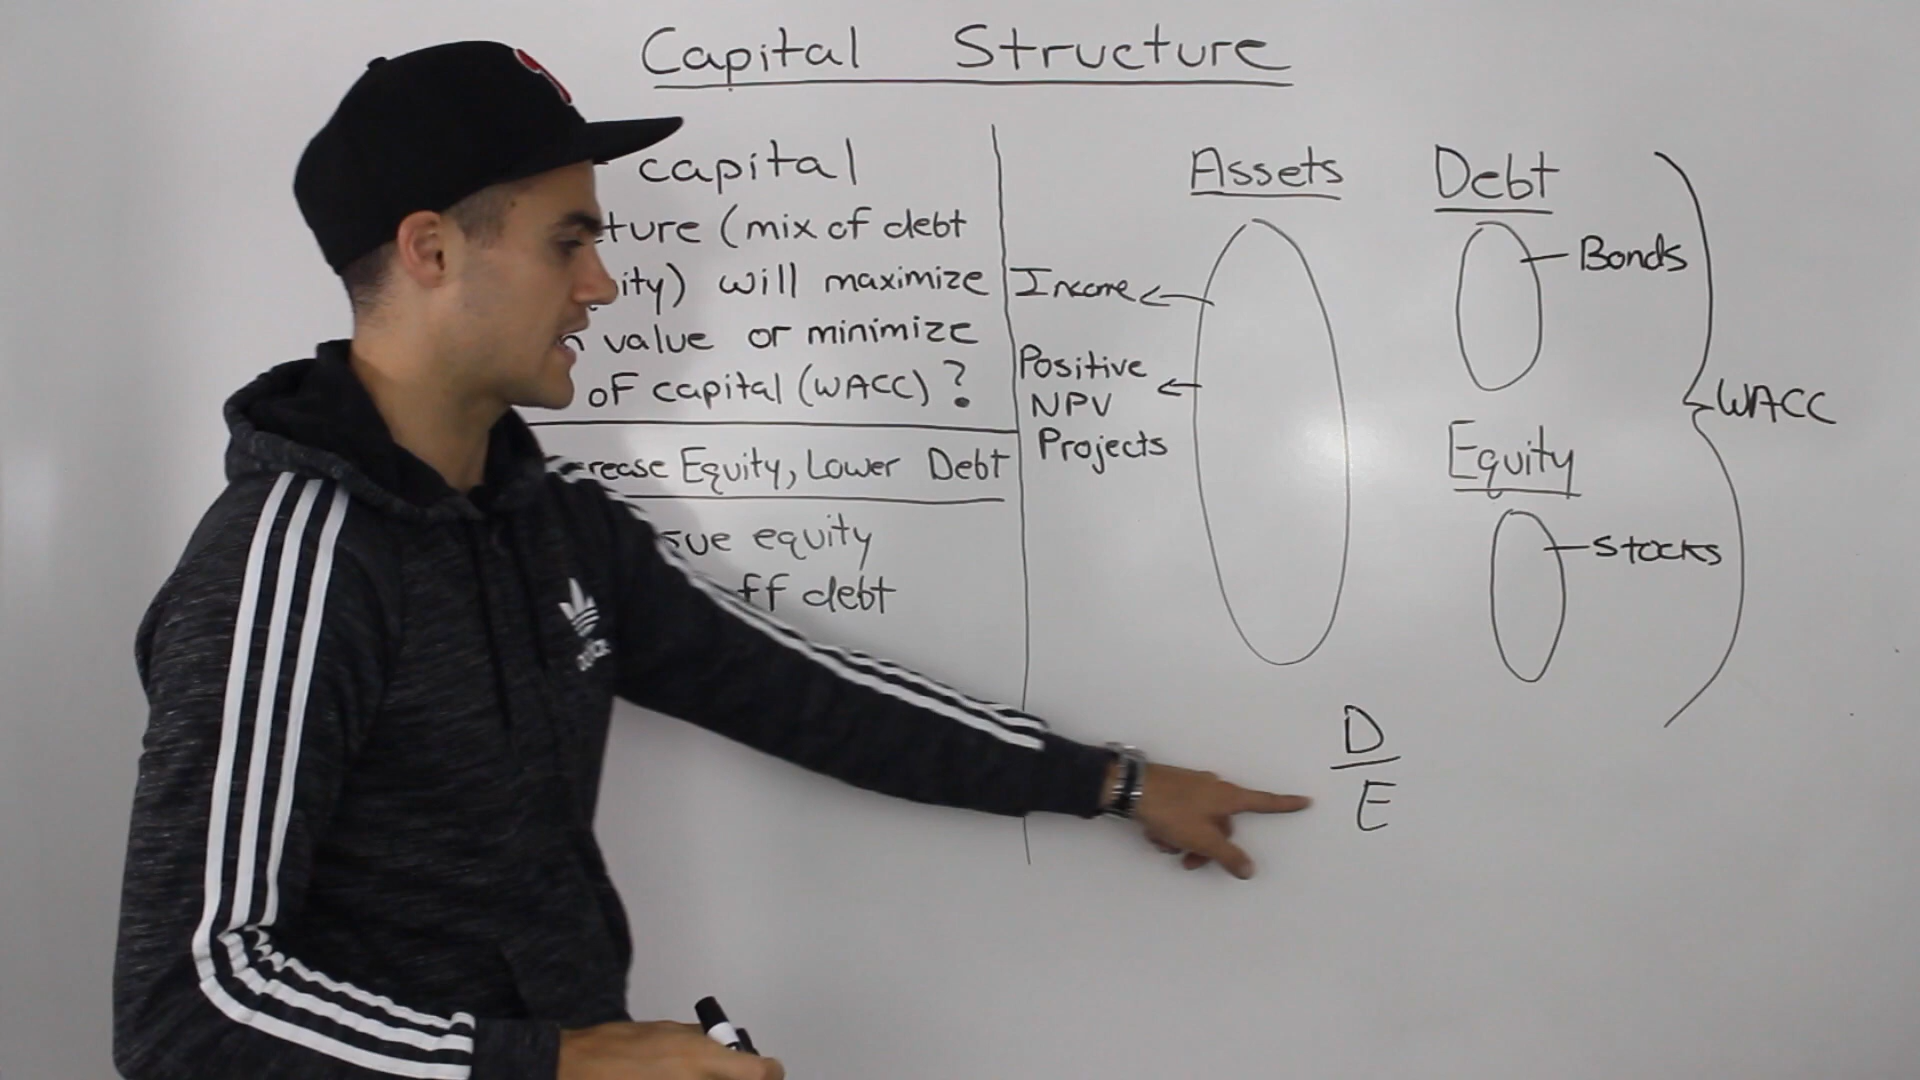 Capital Structure
capital
ture (mix of debt
ity) will maximize
value or minimize
of capital (WACC) ?
rease Equity, Lower Debt
sue equity
ff debt
Assets
Income
Positive
NPV
Projects
Debt
Bonds
Equity
Stocks
WACC
D
E